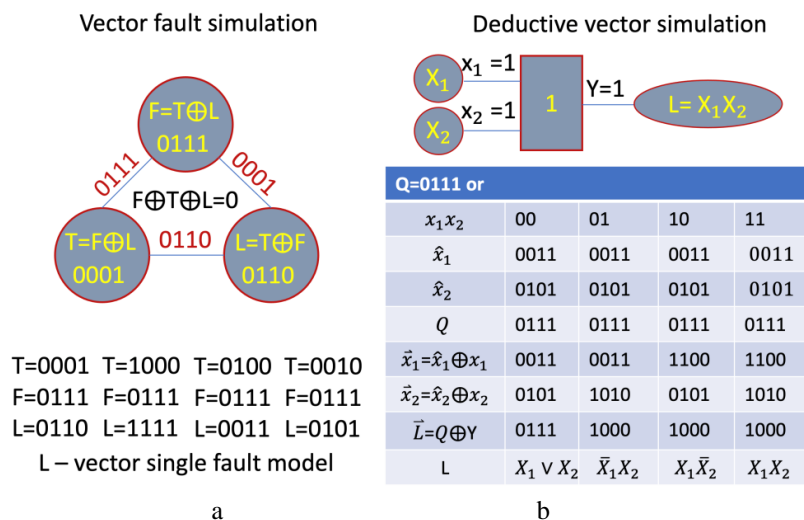 Vector fault simulation
F=T⊕L
0111
0111
0001
F⊕T⊕L=0
T=F⊕L
0001
0110
L=T⊕F
0110
T=0001 T=1000 T=0100 T=0010
F=0111 F=0111 F=0111 F=0111
L=0110 L=1111 L=0011 L=0101
L – vector single fault model
a
Deductive vector simulation
X₁
x₁ =1
X₂
x₂ =1
1
Y=1
L= X₁X₂
Q=0111 or
x₁x₂ 00 01 10 11
x̂₁ 0011 0011 0011 0011
x̂₂ 0101 0101 0101 0101
Q 0111 0111 0111 0111
x⃗₁=x̂₁⊕x₁ 0011 0011 1100 1100
x⃗₂=x̂₂⊕x₂ 0101 1010 0101 1010
L⃗=Q⊕Y 0111 1000 1000 1000
L X₁ ∨ X₂ X̄₁X₂ X₁X̄₂ X₁X₂
b